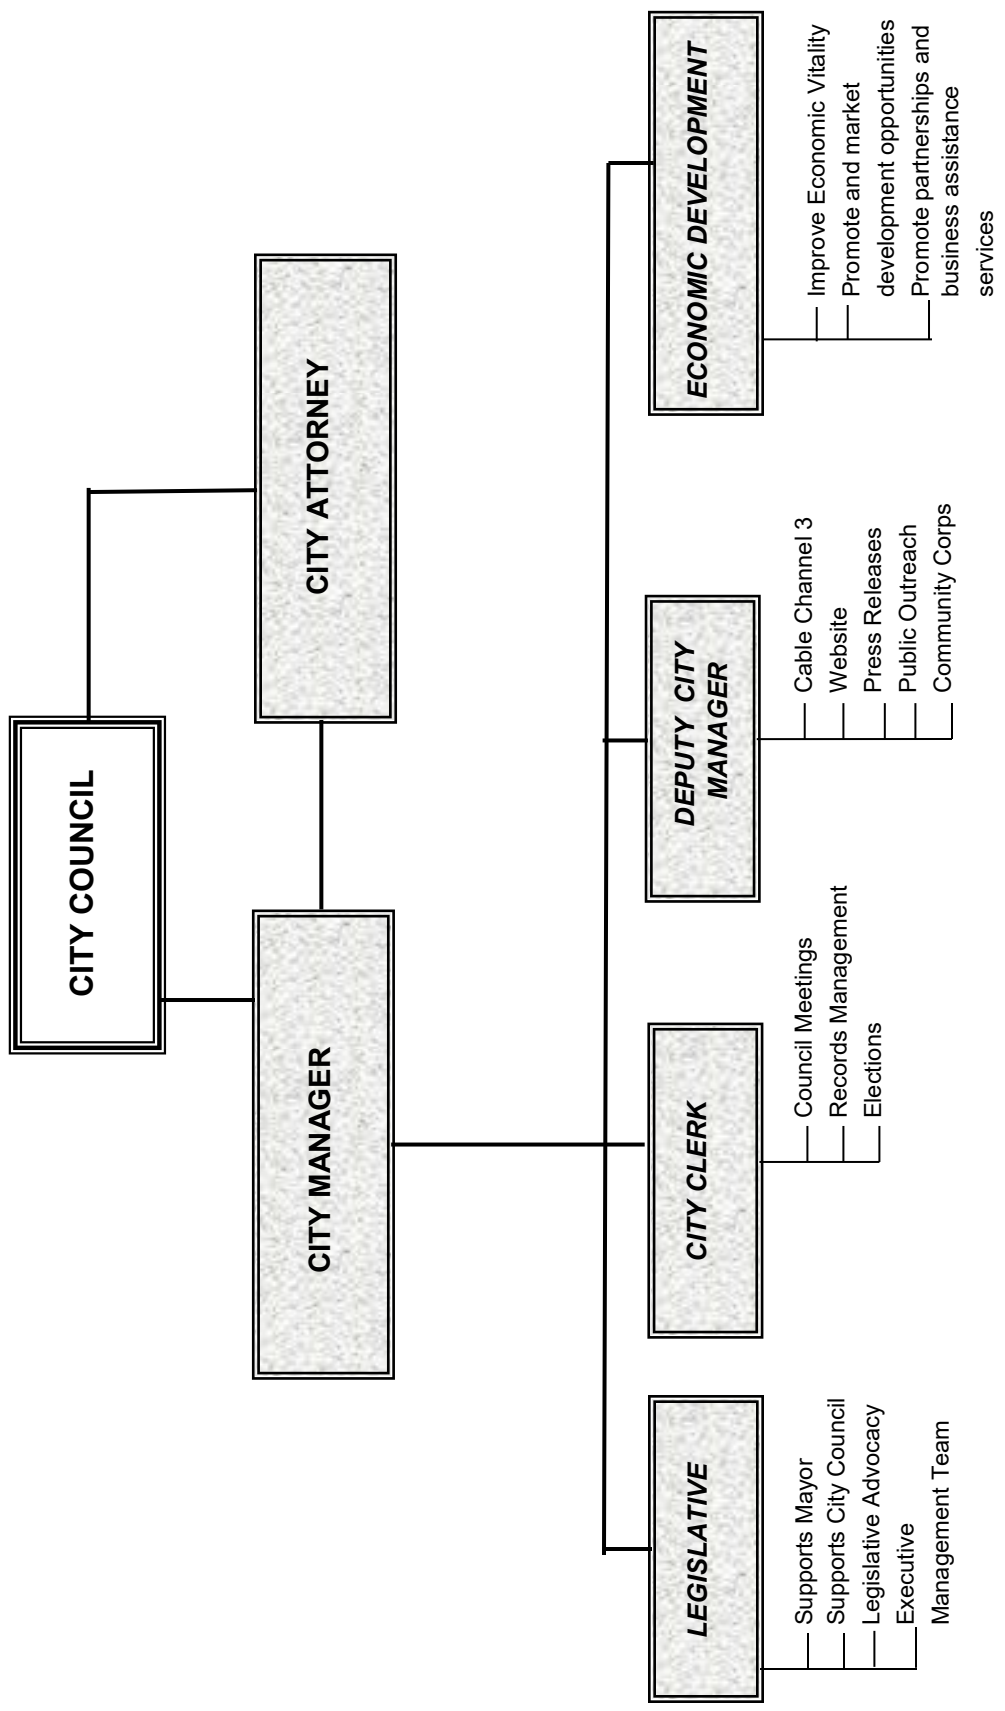 CITY COUNCIL
CITY MANAGER
CITY ATTORNEY
LEGISLATIVE
Supports Mayor
Supports City Council
Legislative Advocacy
Executive
Management Team
CITY CLERK
Council Meetings
Records Management
Elections
DEPUTY CITY
MANAGER
Cable Channel 3
Website
Press Releases
Public Outreach
Community Corps
ECONOMIC DEVELOPMENT
Improve Economic Vitality
Promote and market
development opportunities
Promote partnerships and
business assistance
services